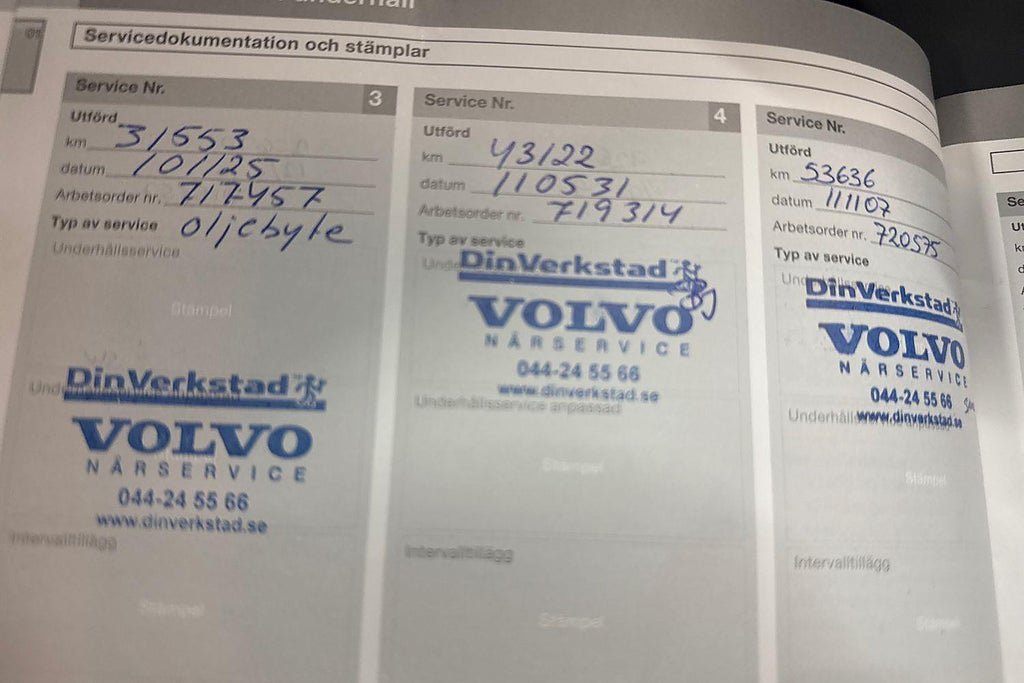 Servicedokumentation och stämplar
Service Nr. 3
Utförd
km 31553
datum 101125
Arbetsorder nr. 717457
Typ av service oljebyte
Underhållsservice
Stämpel
DinVerkstad
VOLVO
NÄRSERVICE
044-24 55 66
www.dinverkstad.se
Intervalltillägg
Stämpel
Service Nr. 4
Utförd
km 43122
datum 110531
Arbetsorder nr. 719314
Typ av service
DinVerkstad
VOLVO
NÄRSERVICE
044-24 55 66
www.dinverkstad.se
Underhållsservice anpassad
Stämpel
Intervalltillägg
Stämpel
Service Nr.
Utförd
km 53636
datum 111107
Arbetsorder nr. 720575
Typ av service
DinVerkstad
VOLVO
NÄRSERVICE
044-24 55 66
www.dinverkstad.se
Stämpel
Intervalltillägg
Stämpel